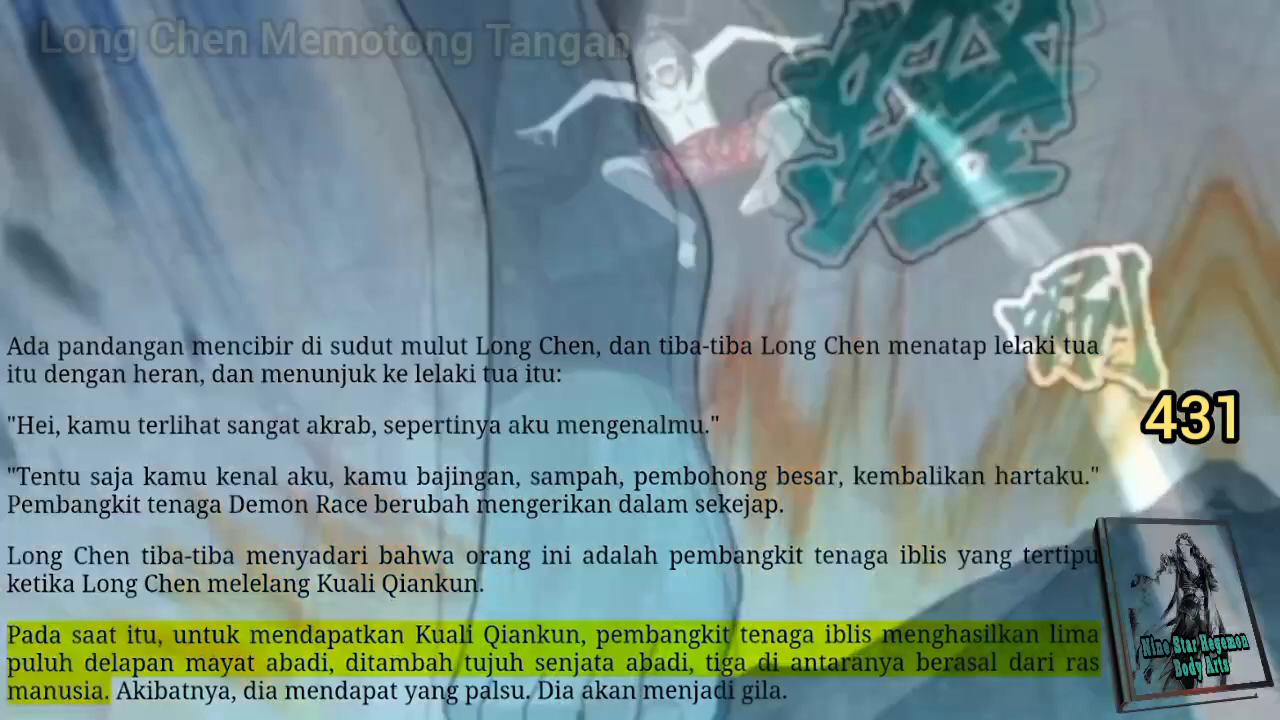 Long Chen Memotong Tangan
Ada pandangan mencibir di sudut mulut Long Chen, dan tiba-tiba Long Chen menatap lelaki tua
itu dengan heran, dan menunjuk ke lelaki tua itu:
"Hei, kamu terlihat sangat akrab, sepertinya aku mengenalmu."
"Tentu saja kamu kenal aku, kamu bajingan, sampah, pembohong besar, kembalikan hartaku."
Pembangkit tenaga Demon Race berubah mengerikan dalam sekejap.
Long Chen tiba-tiba menyadari bahwa orang ini adalah pembangkit tenaga iblis yang tertipu
ketika Long Chen melelang Kuali Qiankun.
Pada saat itu, untuk mendapatkan Kuali Qiankun, pembangkit tenaga iblis menghasilkan lima
puluh delapan mayat abadi, ditambah tujuh senjata abadi, tiga di antaranya berasal dari ras
manusia. Akibatnya, dia mendapat yang palsu. Dia akan menjadi gila.
431
Nine Star Hegemon
Body Arts